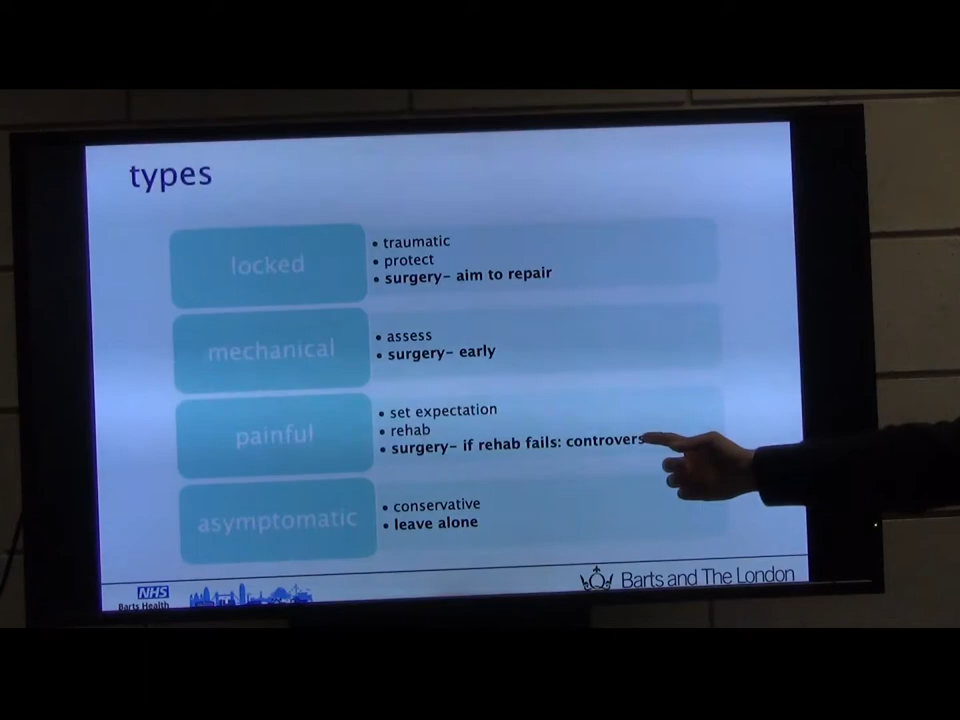 types
locked
• traumatic
• protect
• surgery– aim to repair
mechanical
• assess
• surgery– early
painful
• set expectation
• rehab
• surgery– if rehab fails: controvers
asymptomatic
• conservative
• leave alone
NHS
Barts Health
Barts and The London